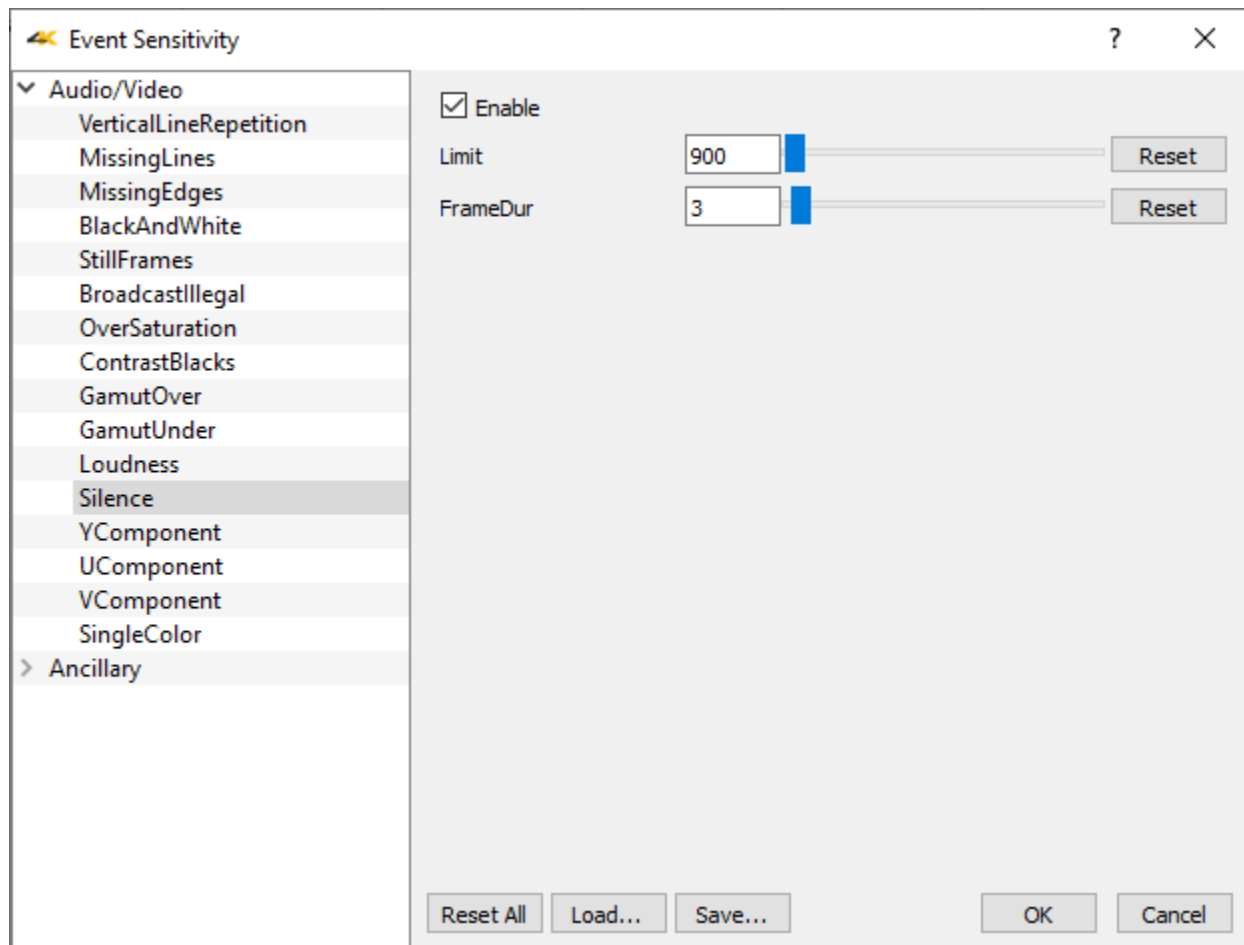 4K Event Sensitivity ?
Audio/Video
VerticalLineRepetition
MissingLines
MissingEdges
BlackAndWhite
StillFrames
BroadcastIllegal
OverSaturation
ContrastBlacks
GamutOver
GamutUnder
Loudness
Silence
YComponent
UComponent
VComponent
SingleColor
Ancillary
Enable
Limit 900 Reset
FrameDur 3 Reset
Reset All Load... Save... OK Cancel